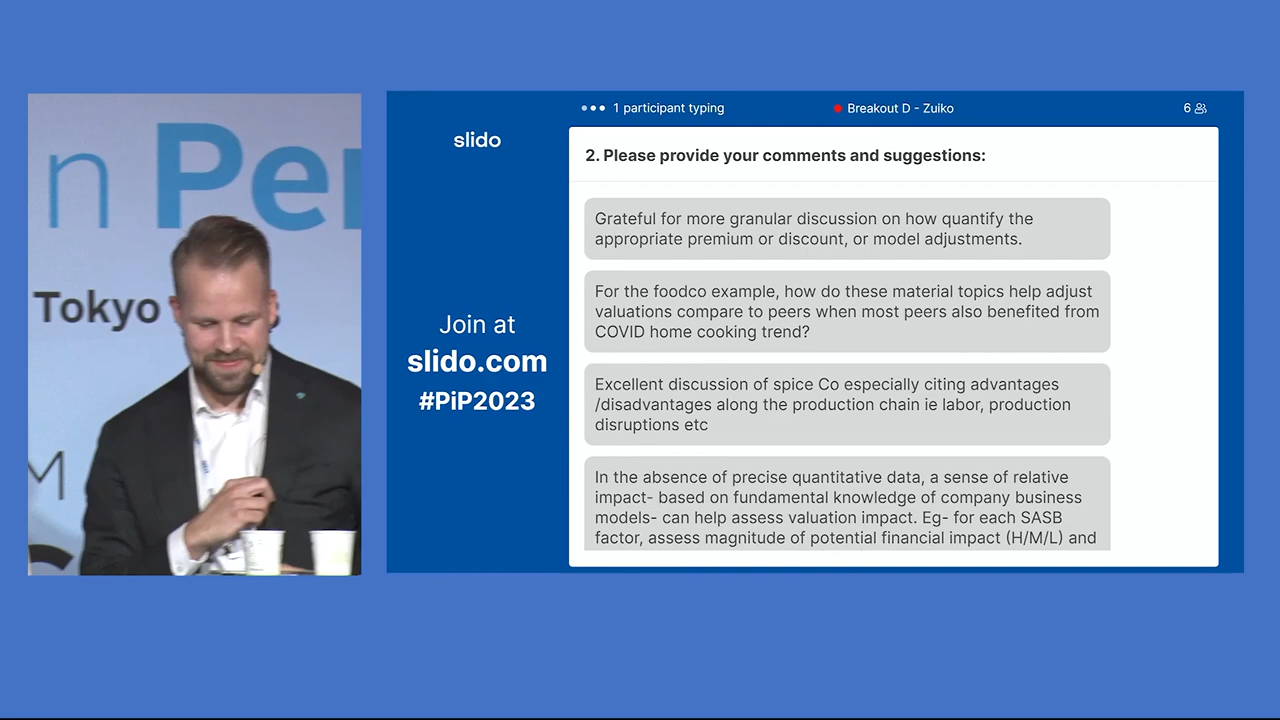 n Per
Tokyo
M
1 participant typing
Breakout D - Zuiko
6
slido
Join at
slido.com
#PiP2023
2. Please provide your comments and suggestions:
Grateful for more granular discussion on how quantify the
appropriate premium or discount, or model adjustments.
For the foodco example, how do these material topics help adjust
valuations compare to peers when most peers also benefited from
COVID home cooking trend?
Excellent discussion of spice Co especially citing advantages
/disadvantages along the production chain ie labor, production
disruptions etc
In the absence of precise quantitative data, a sense of relative
impact- based on fundamental knowledge of company business
models- can help assess valuation impact. Eg- for each SASB
factor, assess magnitude of potential financial impact (H/M/L) and